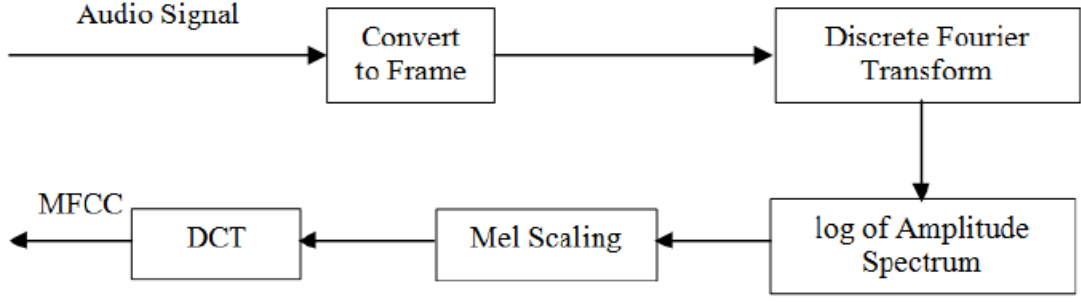 Audio Signal
Convert
to Frame
Discrete Fourier
Transform
log of Amplitude
Spectrum
Mel Scaling
DCT
MFCC